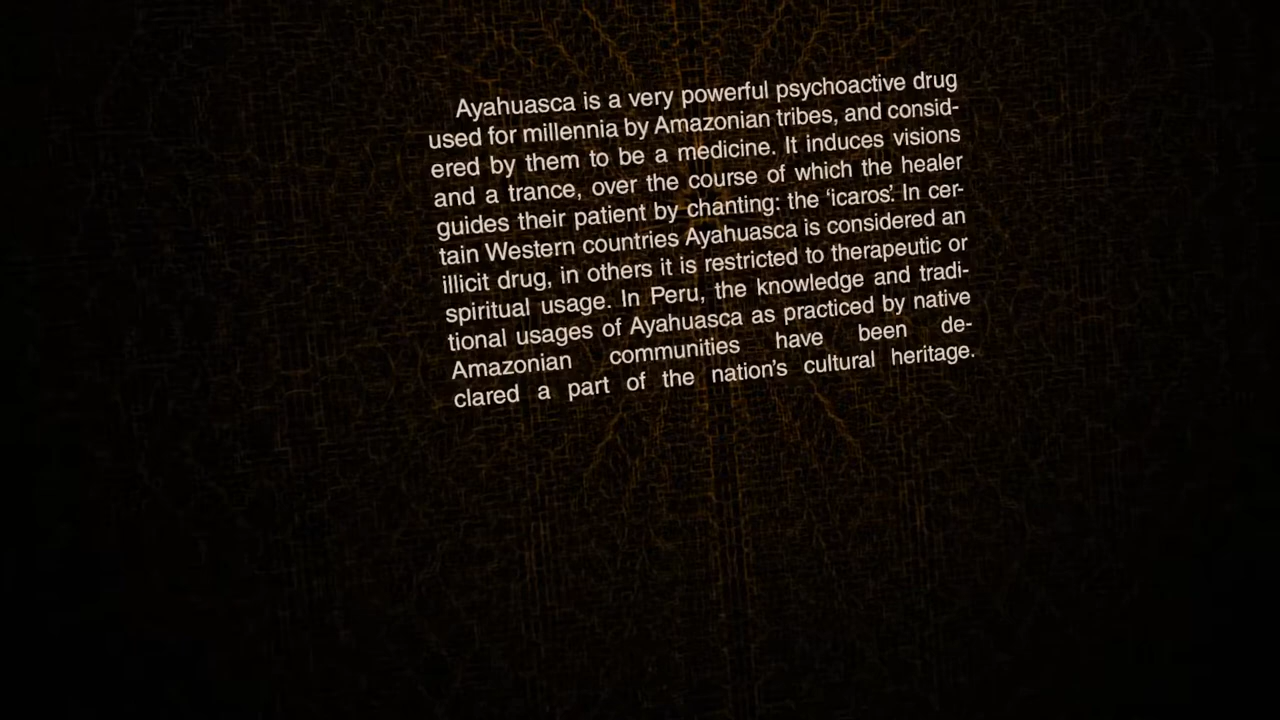 Ayahuasca is a very powerful psychoactive drug
used for millennia by Amazonian tribes, and consid-
ered by them to be a medicine. It induces visions
and a trance, over the course of which the healer
guides their patient by chanting: the ‘icaros’. In cer-
tain Western countries Ayahuasca is considered an
illicit drug, in others it is restricted to therapeutic or
spiritual usage. In Peru, the knowledge and tradi-
tional usages of Ayahuasca as practiced by native
Amazonian communities have been de-
clared a part of the nation’s cultural heritage.